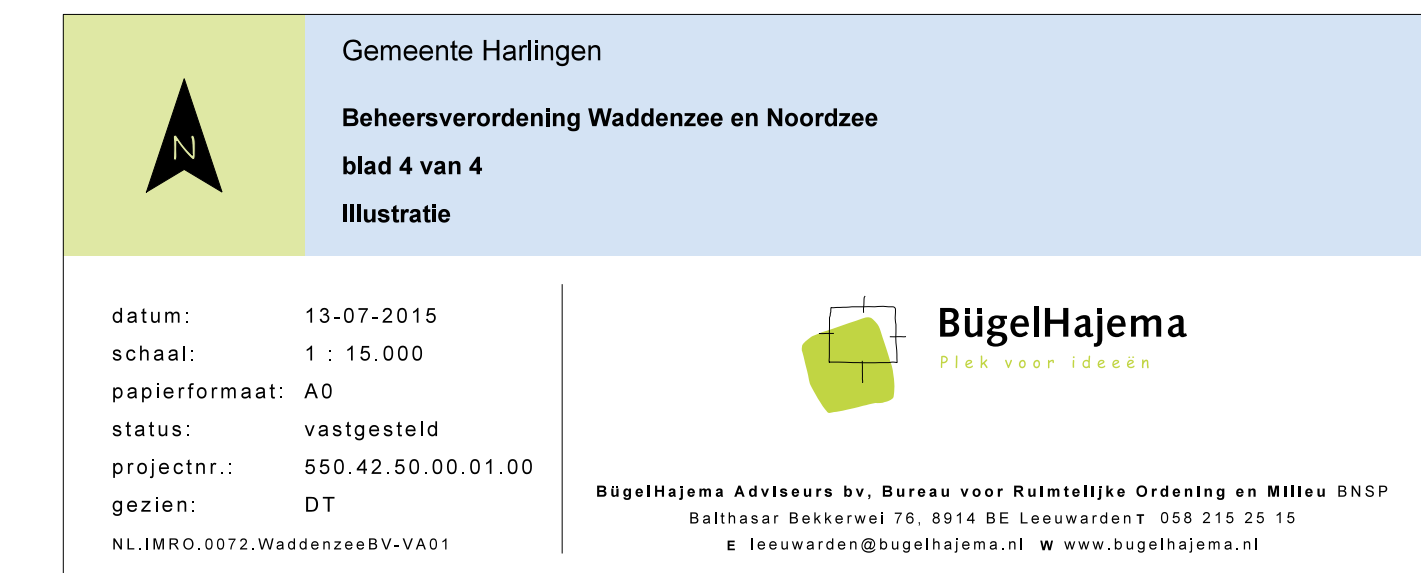 N
Gemeente Harlingen
Beheersverordening Waddenzee en Noordzee
blad 4 van 4
Illustratie
datum: 13-07-2015
schaal: 1 : 15.000
papierformaat: A0
status: vastgesteld
projectnr.: 550.42.50.00.01.00
gezien: DT
NL.IMRO.0072.WaddenzeeBV-VA01
BügelHajema
Plek voor ideeën
BügelHajema Adviseurs bv, Bureau voor Ruimtelijke Ordening en Milieu BNSP
Balthasar Bekkerwei 76, 8914 BE Leeuwarden T 058 215 25 15
E leeuwarden@bugelhajema.nl W www.bugelhajema.nl